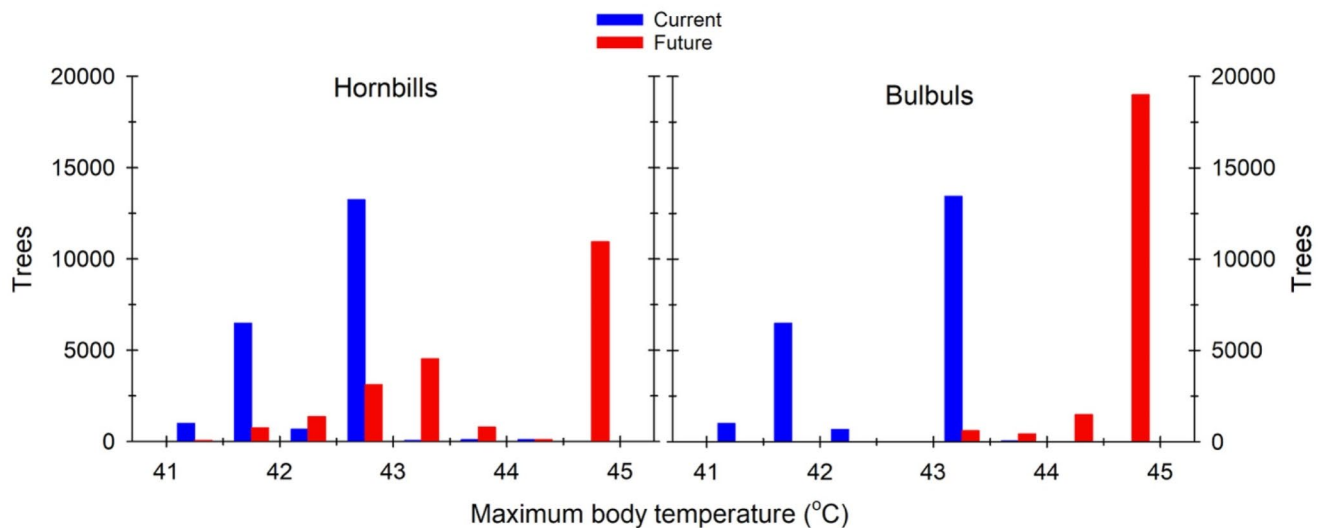 Current
Future
Hornbills
Bulbuls
20000
15000
10000
5000
0
Trees
41 42 43 44 45
20000
15000
10000
5000
0
Trees
41 42 43 44 45
Maximum body temperature (°C)